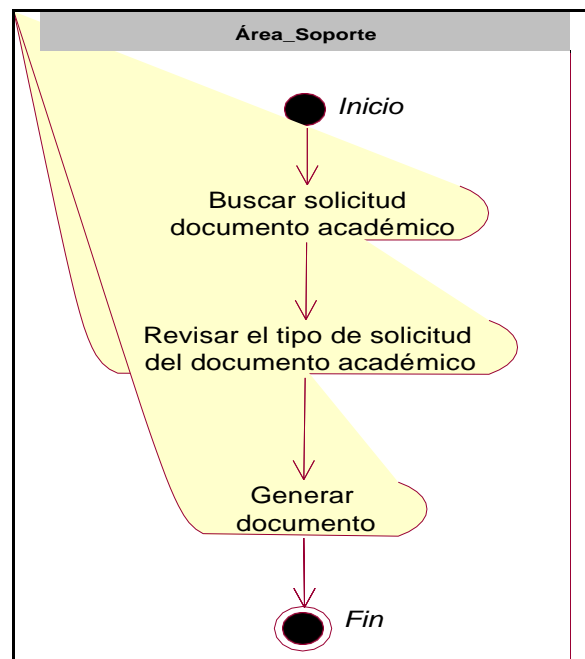 Área_Soporte
Inicio
Buscar solicitud
documento académico
Revisar el tipo de solicitud
del documento académico
Generar
documento
Fin